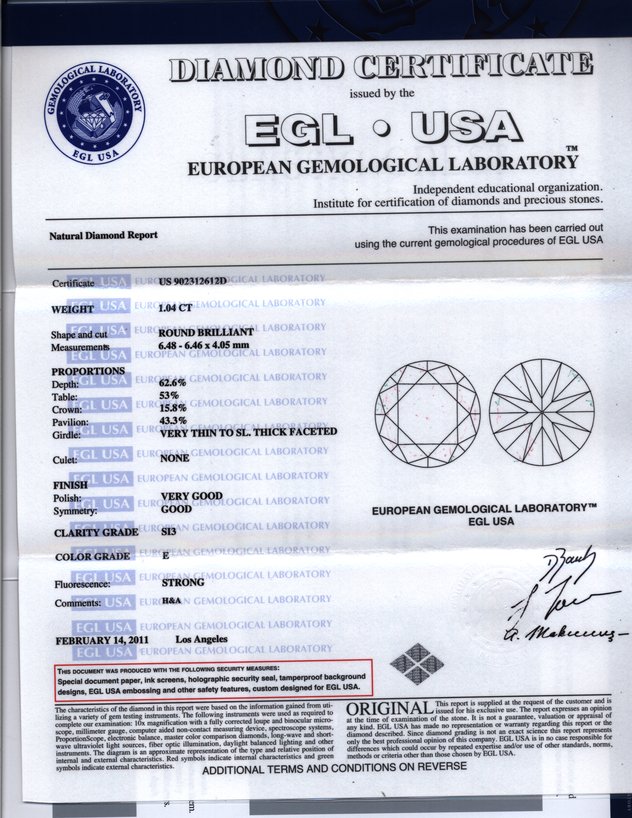 GEMOLOGICAL LABORATORY
EGL USA
DIAMOND CERTIFICATE
issued by the
EGL • USA
EUROPEAN GEMOLOGICAL LABORATORY™
Independent educational organization.
Institute for certification of diamonds and precious stones.
Natural Diamond Report
This examination has been carried out
using the current gemological procedures of EGL USA
Certificate US 902312612D
WEIGHT 1.04 CT
Shape and cut ROUND BRILLIANT
Measurements 6.48 - 6.46 x 4.05 mm
PROPORTIONS
Depth: 62.6%
Table: 53%
Crown: 15.8%
Pavilion: 43.3%
Girdle: VERY THIN TO SL. THICK FACETED
Culet: NONE
FINISH
Polish: VERY GOOD
Symmetry: GOOD
CLARITY GRADE SI3
COLOR GRADE E
Fluorescence: STRONG
Comments: H&A
FEBRUARY 14, 2011 Los Angeles
EUROPEAN GEMOLOGICAL LABORATORY™
EGL USA
THIS DOCUMENT WAS PRODUCED WITH THE FOLLOWING SECURITY MEASURES:
Special document paper, ink screens, holographic security seal, tamperproof background
designs, EGL USA embossing and other safety features, custom designed for EGL USA.
The characteristics of the diamond in this report were based on the information gained from uti-
lizing a variety of gem testing instruments. The following instruments were used as required to
complete our examination: 10x magnification with a fully corrected loupe and binocular micro-
scope, millimeter gauge, computer aided non-contact measuring device, spectroscope systems,
ProportionScope, electronic balance, master color comparison diamonds, long-wave and short-
wave ultraviolet light sources, fiber optic illumination, daylight balanced lighting and other
instruments. The diagram is an approximate representation of the type and relative position of
internal and external characteristics. Red symbols indicate internal characteristics and green
symbols indicate external characteristics.
ORIGINAL This report is supplied at the request of the customer and is
issued for his exclusive use. The report expresses an opinion
at the time of examination of the stone. It is not a guarantee, valuation or appraisal of
any kind. EGL USA has made no representation or warranty regarding this report or the
diamond described. Since diamond grading is not an exact science this report represents
only the best professional opinion of this company. EGL USA is in no case responsible for
differences which could occur by repeated expertise and/or use of other standards, norms,
methods or criteria other than those chosen by EGL USA.
ADDITIONAL TERMS AND CONDITIONS ON REVERSE